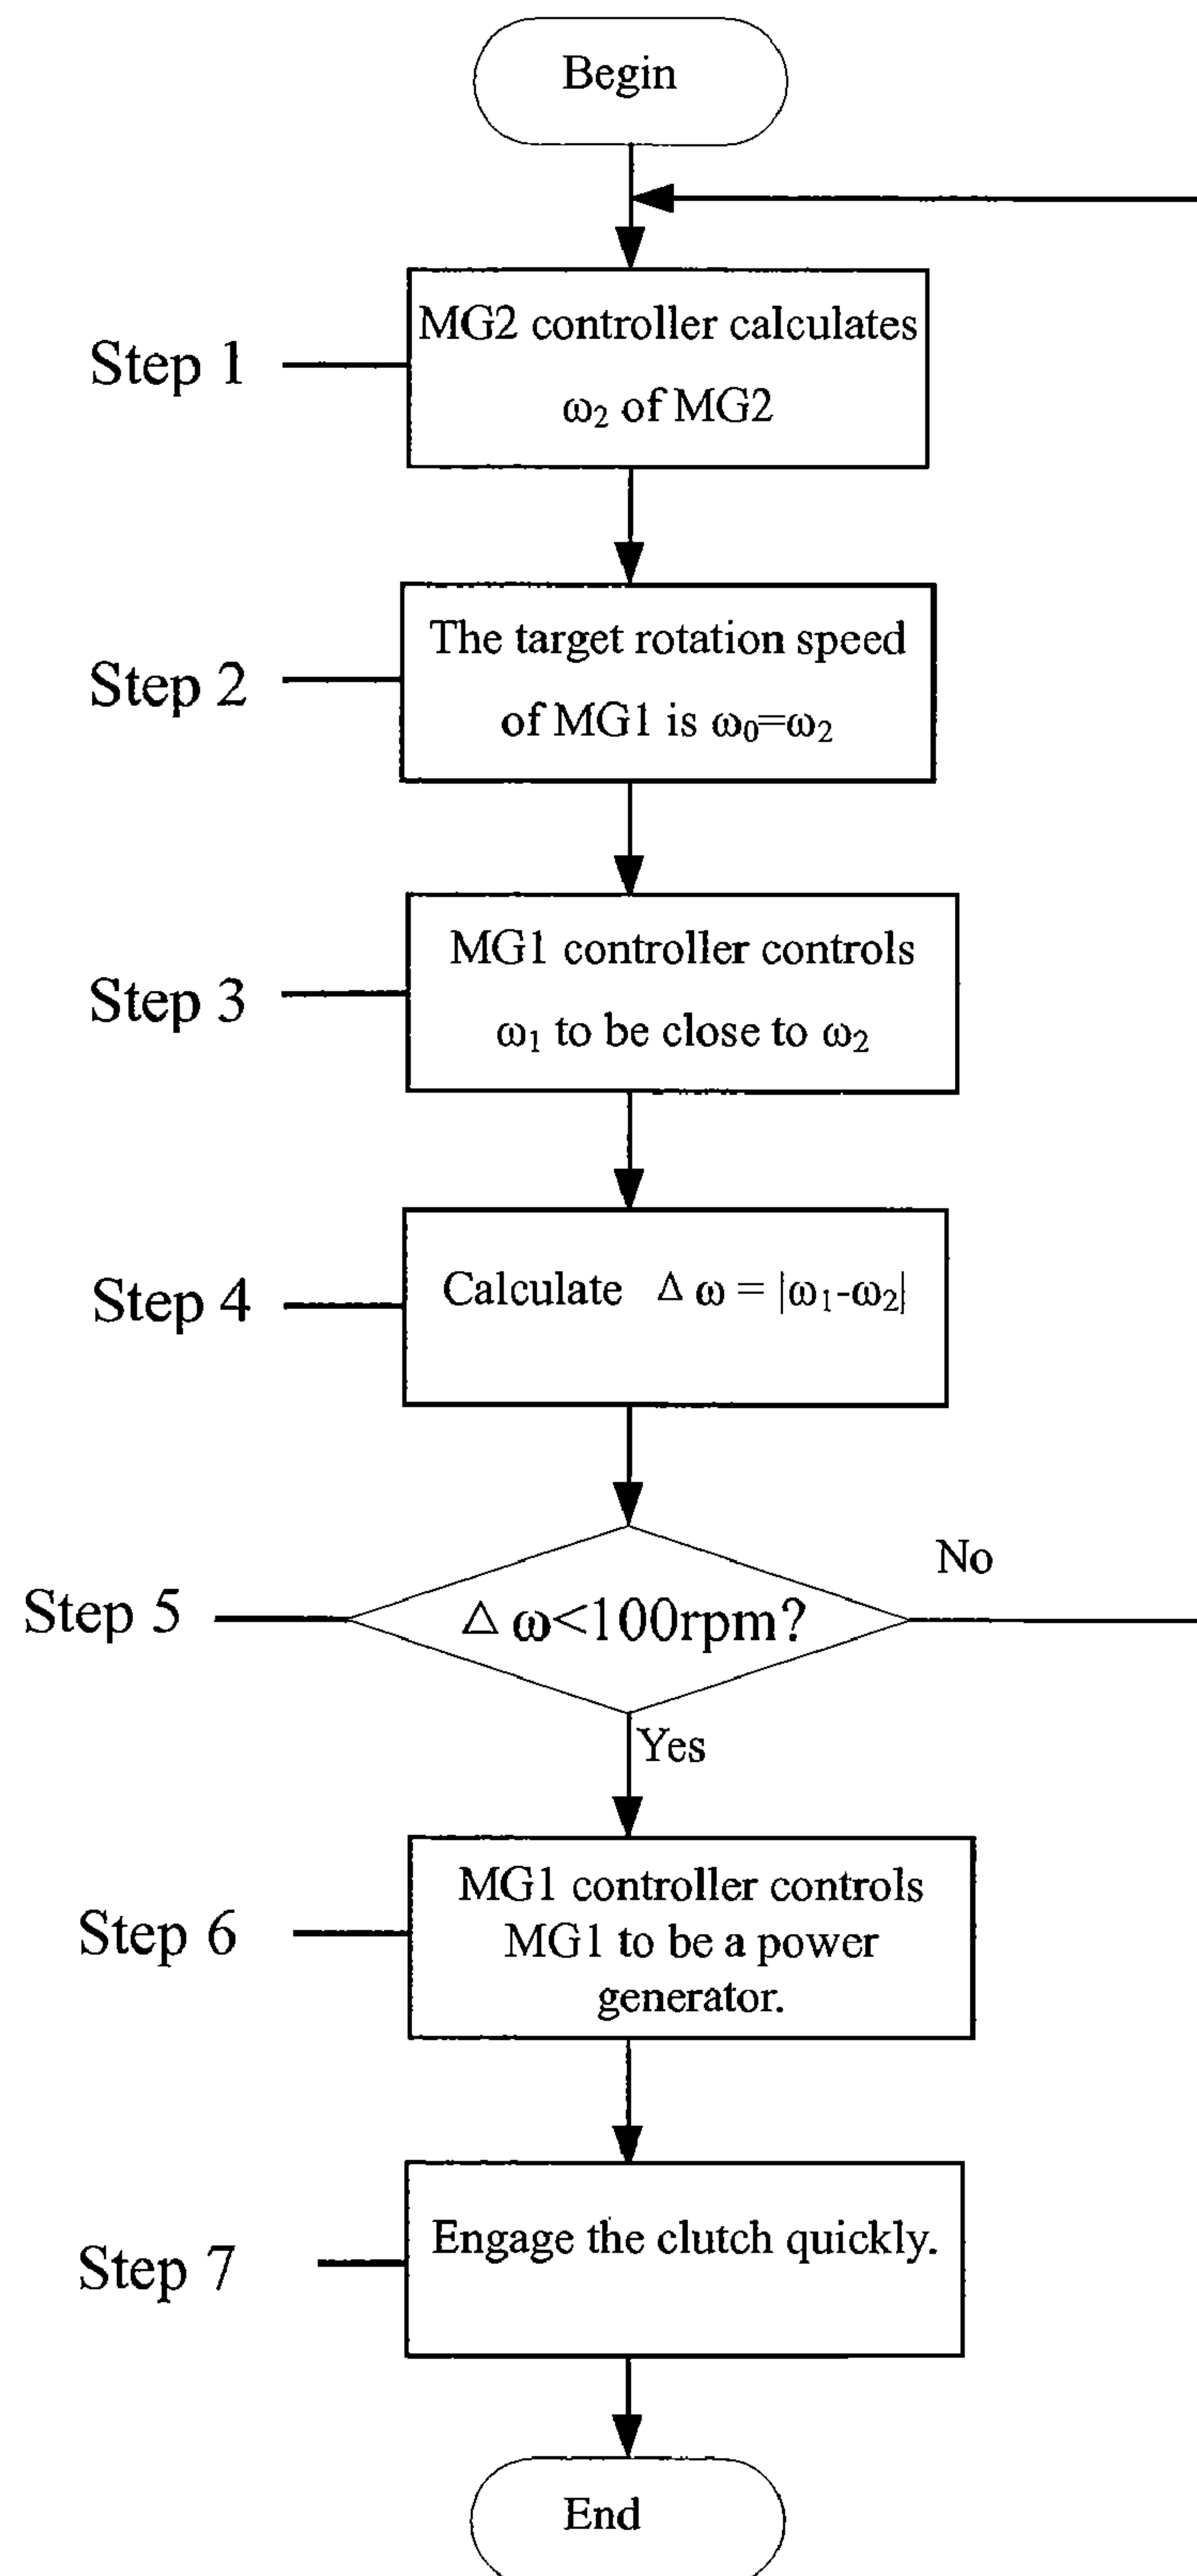 Begin
Step 1
MG2 controller calculates
ω₂ of MG2
Step 2
The target rotation speed
of MG1 is ω₀=ω₂
Step 3
MG1 controller controls
ω₁ to be close to ω₂
Step 4
Calculate Δ ω = |ω₁-ω₂|
Step 5
Δ ω<100rpm?
No
Yes
Step 6
MG1 controller controls
MG1 to be a power
generator.
Step 7
Engage the clutch quickly.
End